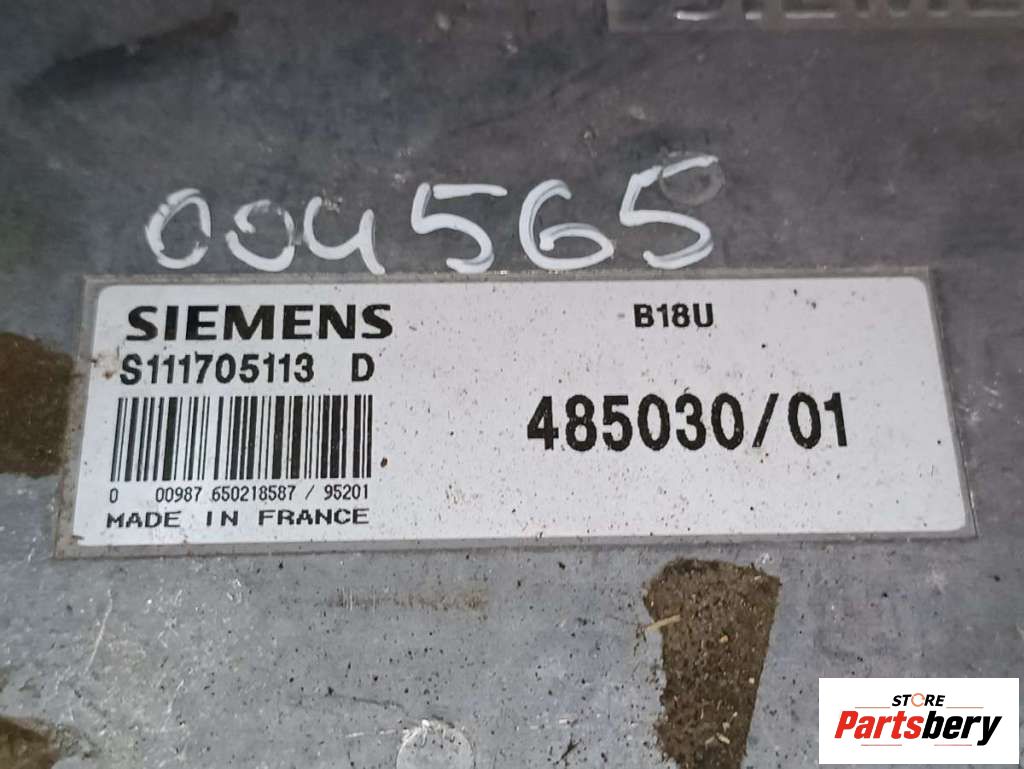 004565
SIEMENS
B18U
S111705113 D
485030/01
0 00987 650218587 / 95201
MADE IN FRANCE
STORE
Partsbery